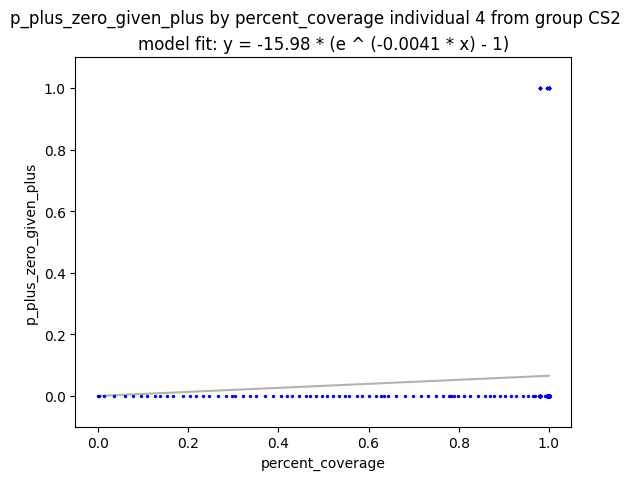 p_plus_zero_given_plus by percent_coverage individual 4 from group CS2
model fit: y = -15.98 * (e ^ (-0.0041 * x) - 1)
1.0
0.8
0.6
0.4
0.2
0.0
p_plus_zero_given_plus
0.0 0.2 0.4 0.6 0.8 1.0
percent_coverage